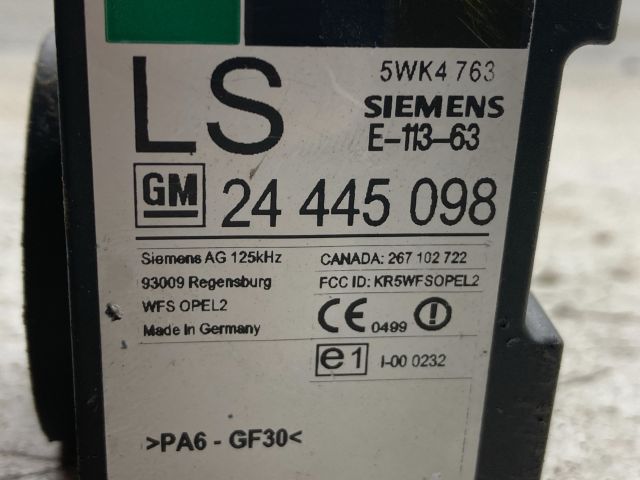 5WK4 763
LS
SIEMENS
E-113-63
GM 24 445 098
Siemens AG 125kHz
CANADA: 267 102 722
93009 Regensburg
FCC ID: KR5WFSOPEL2
WFS OPEL2
CE 0499
Made in Germany
e1 I-00 0232
>PA6 - GF30<